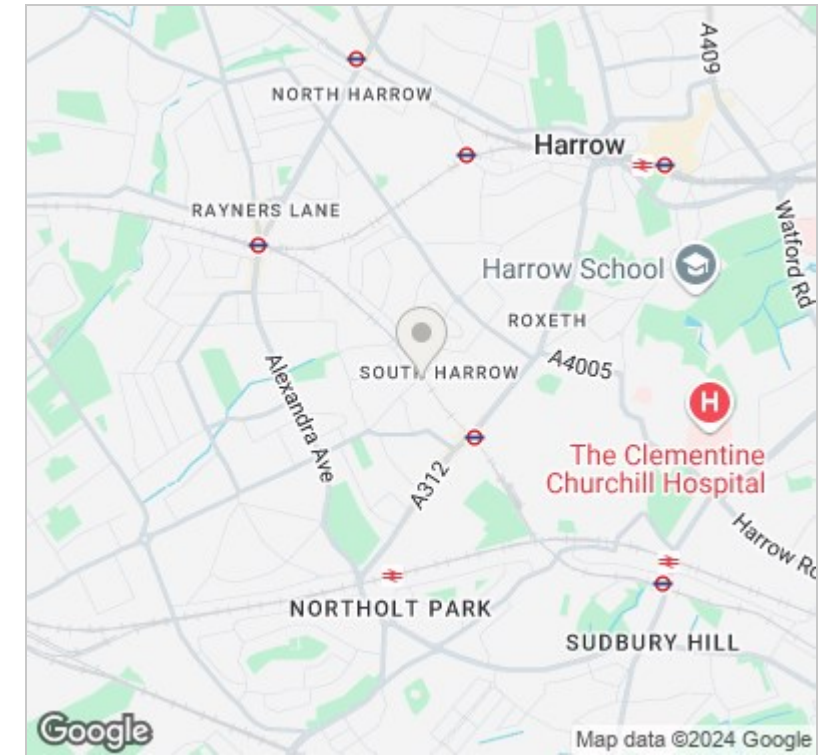 A409
NORTH HARROW
Harrow
RAYNERS LANE
Watford Rd
Harrow School
ROXETH
SOUTH HARROW
A4005
Alexandra Ave
H
The Clementine
Churchill Hospital
A312
Harrow Ro
NORTHOLT PARK
SUDBURY HILL
Google
Map data ©2024 Google